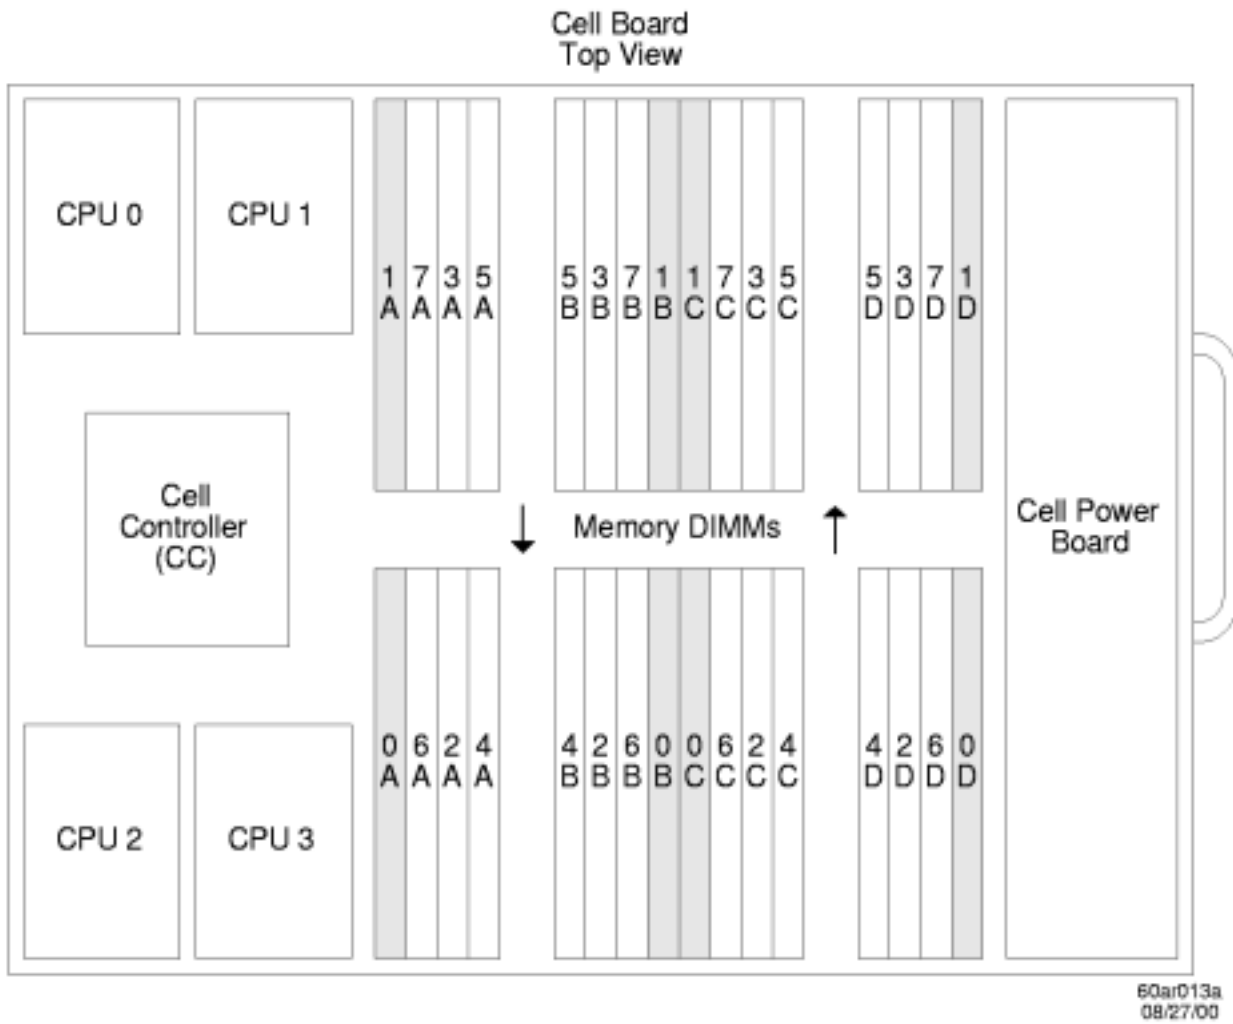 Cell Board
Top View
CPU 0
CPU 1
1 7 3 5
A A A A
5 3 7 1 1 7 3 5
B B B B C C C C
5 3 7 1
D D D D
Cell
Controller
(CC)
Memory DIMMs
Cell Power
Board
CPU 2
CPU 3
0 6 2 4
A A A A
4 2 6 0 0 6 2 4
B B B B C C C C
4 2 6 0
D D D D
60ar013a
08/27/00